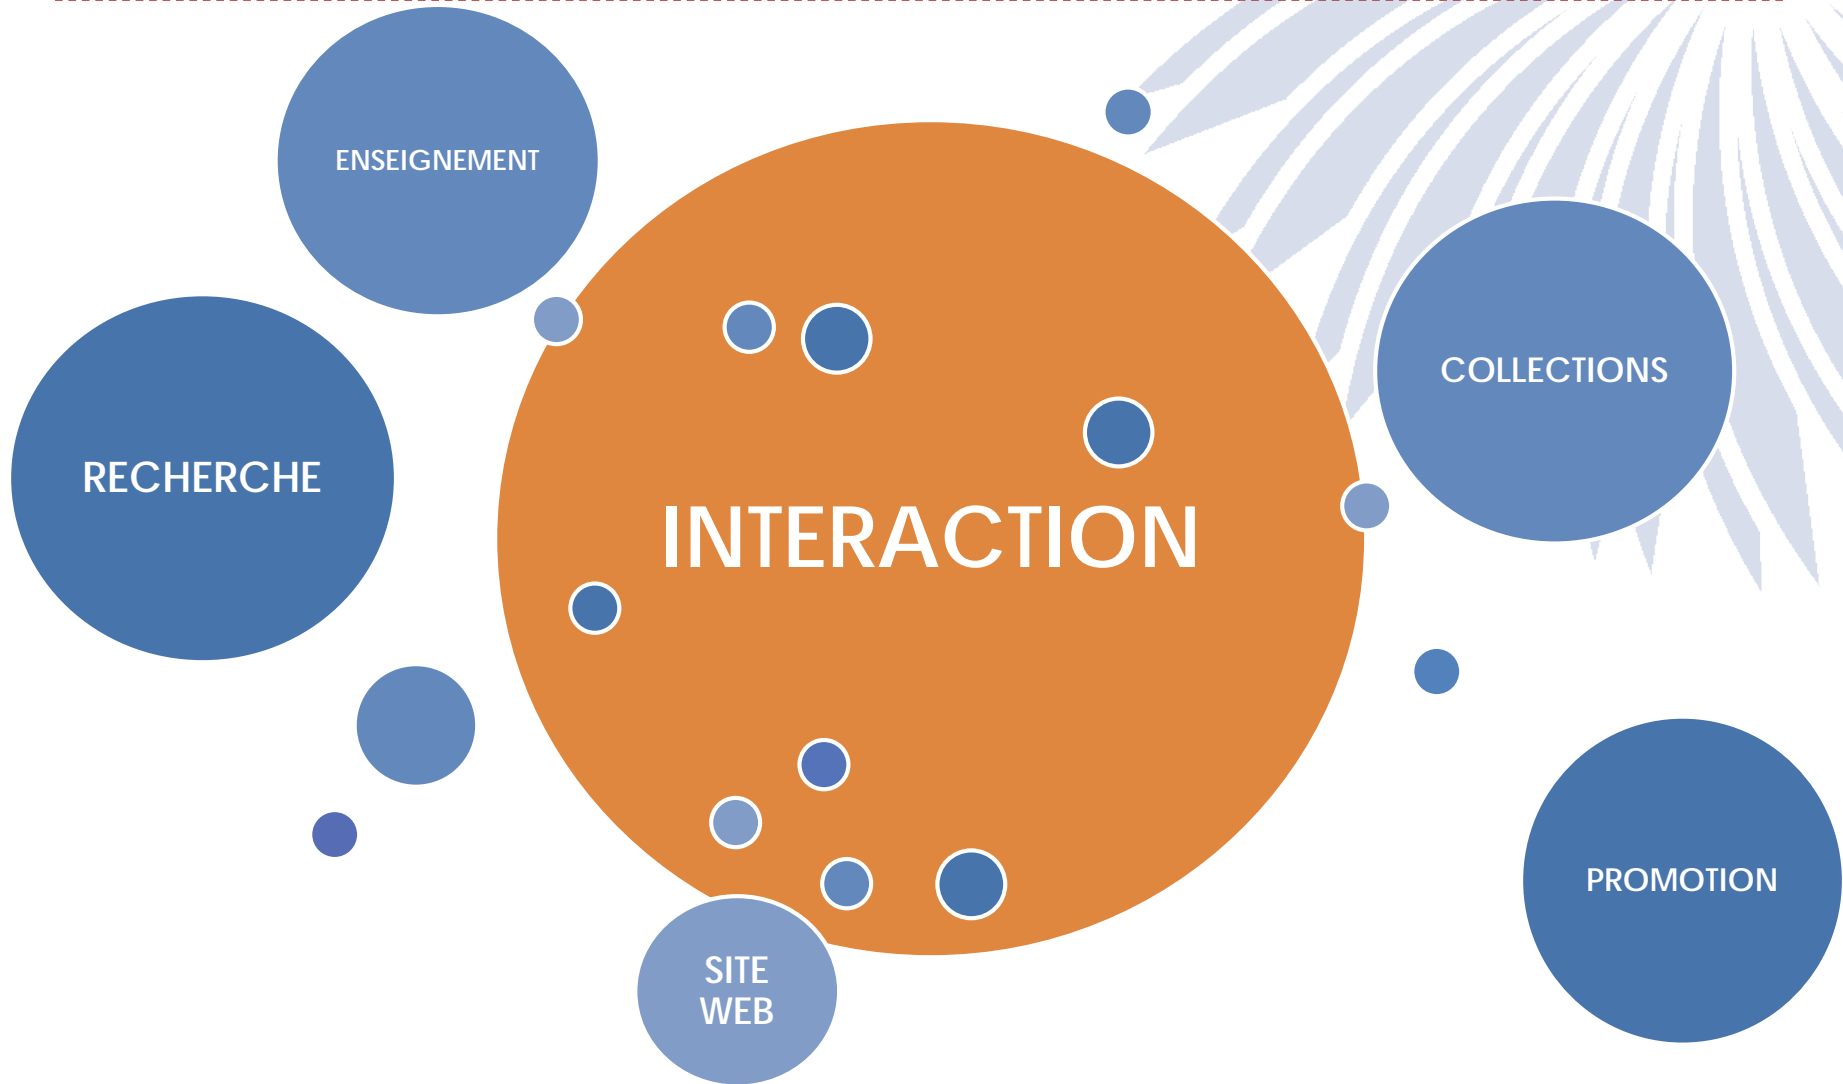 ENSEIGNEMENT
COLLECTIONS
RECHERCHE
INTERACTION
PROMOTION
SITE
WEB